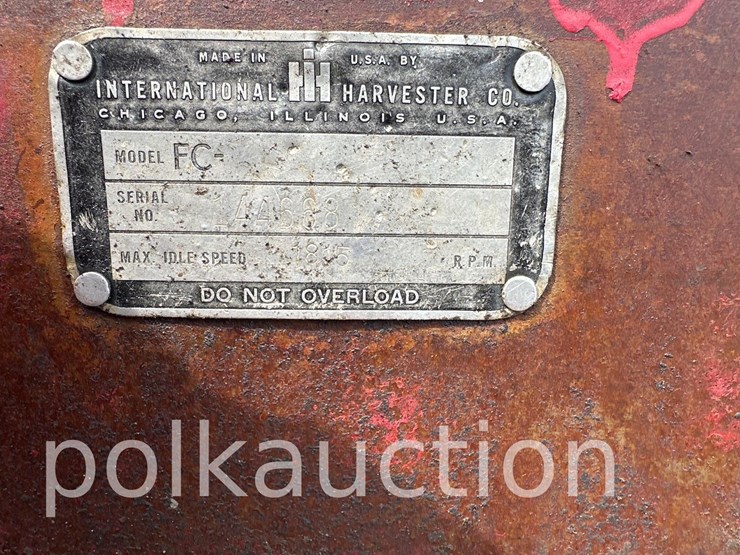 MADE IN U.S.A. BY
INTERNATIONAL IH HARVESTER CO.
CHICAGO, ILLINOIS U.S.A.
MODEL FC-
SERIAL
NO.
MAX. IDLE SPEED R.P.M.
DO NOT OVERLOAD
polkauction